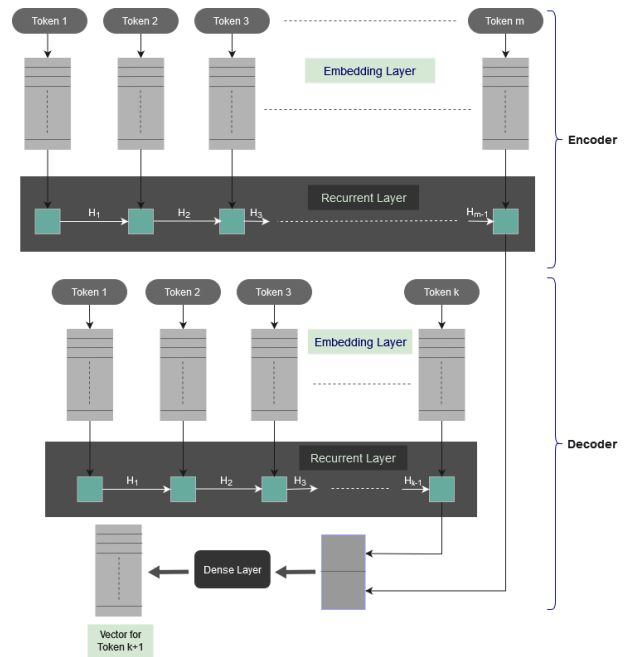 Token 1
Token 2
Token 3
Token m
Embedding Layer
Encoder
Recurrent Layer
H1
H2
H3
Hm-1
Token 1
Token 2
Token 3
Token k
Embedding Layer
Decoder
Recurrent Layer
H1
H2
H3
Hk-1
Dense Layer
Vector for
Token k+1